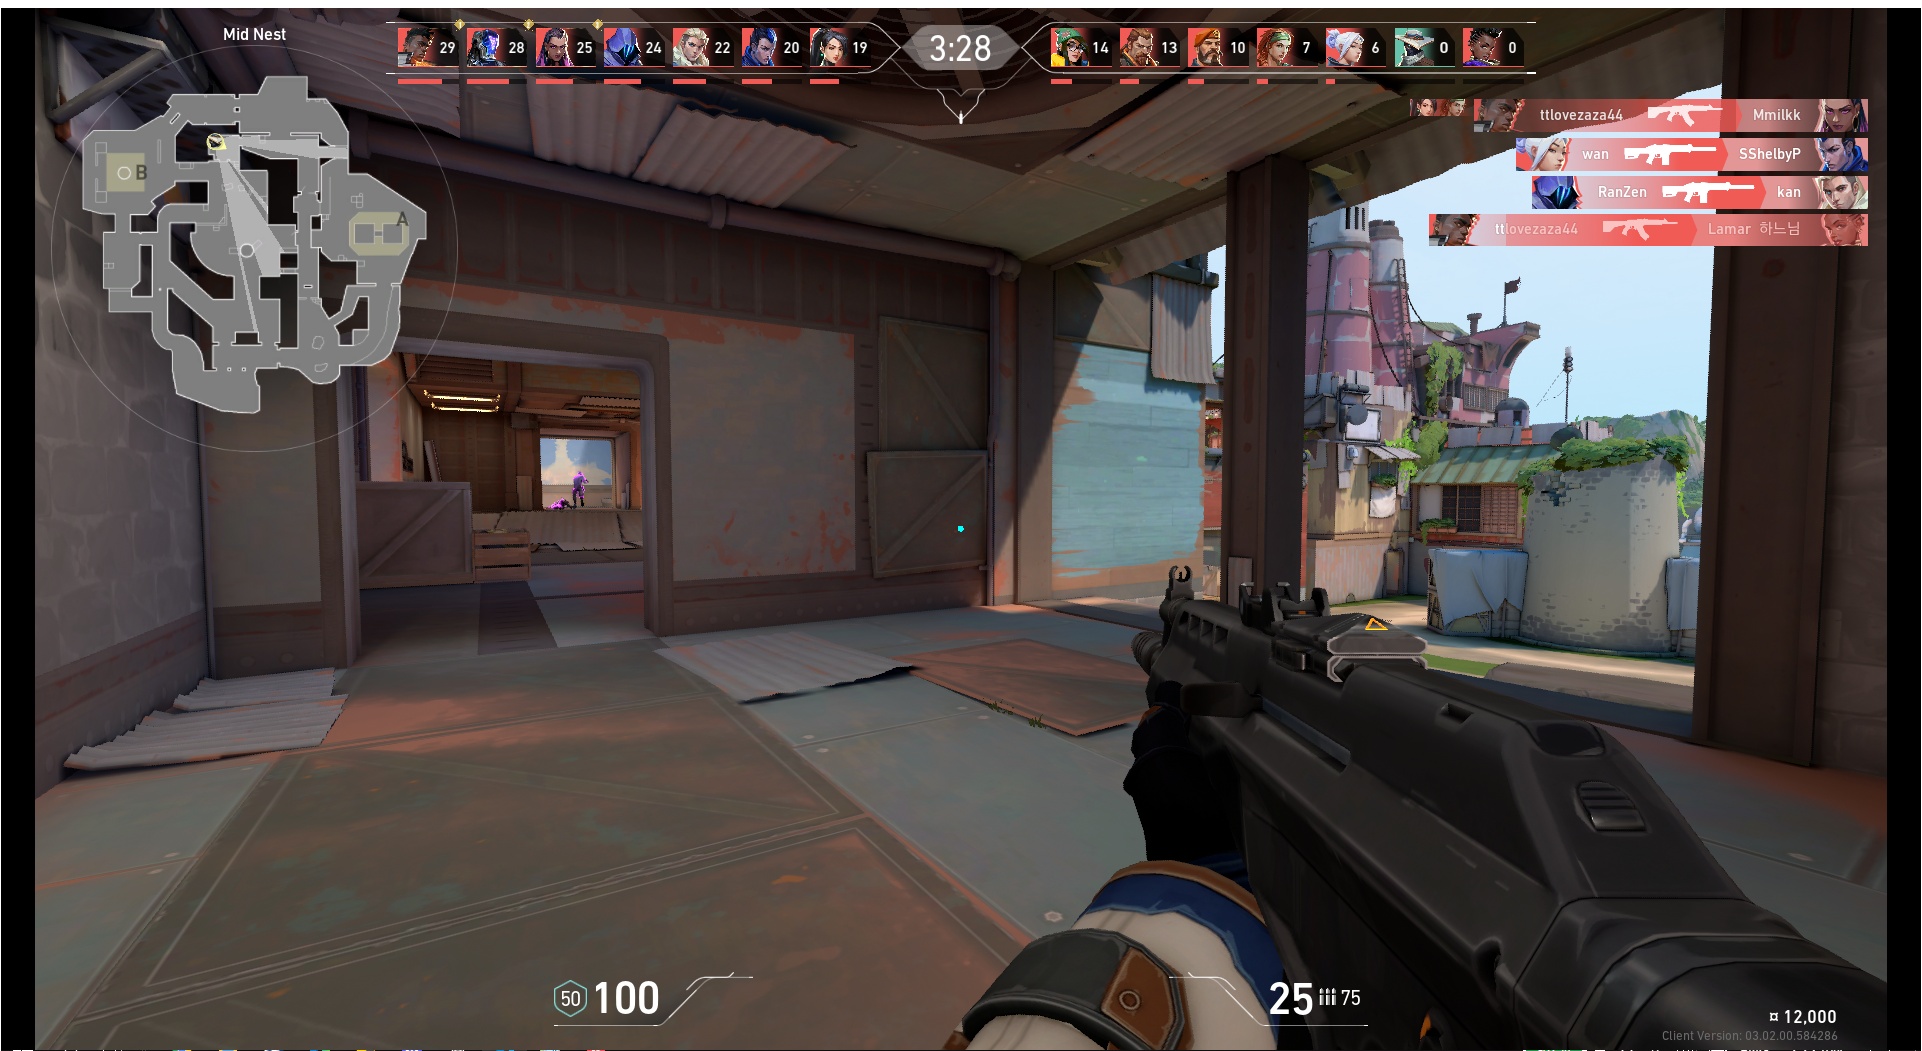 Mid Nest
29 28 25 24 22 20 19 3:28 14 13 10 7 6 0 0
ttlovezaza44 Mmilkk
wan SShelbyP
RanZen kan
ttlovezaza44 Lamar 하느님
B
A
50 100
25 75
¤ 12,000
Client Version: 03.02.00.584286